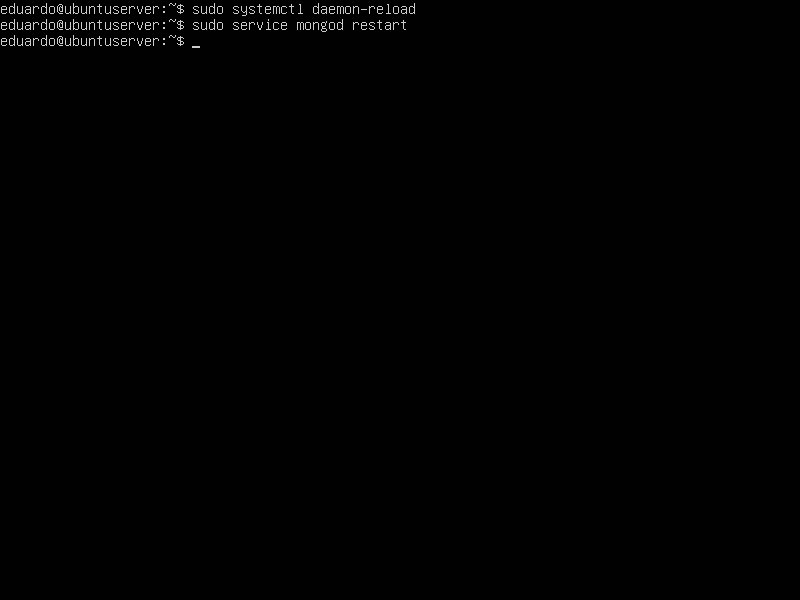 eduardo@ubuntuserver:~$ sudo systemctl daemon-reload
eduardo@ubuntuserver:~$ sudo service mongod restart
eduardo@ubuntuserver:~$ _